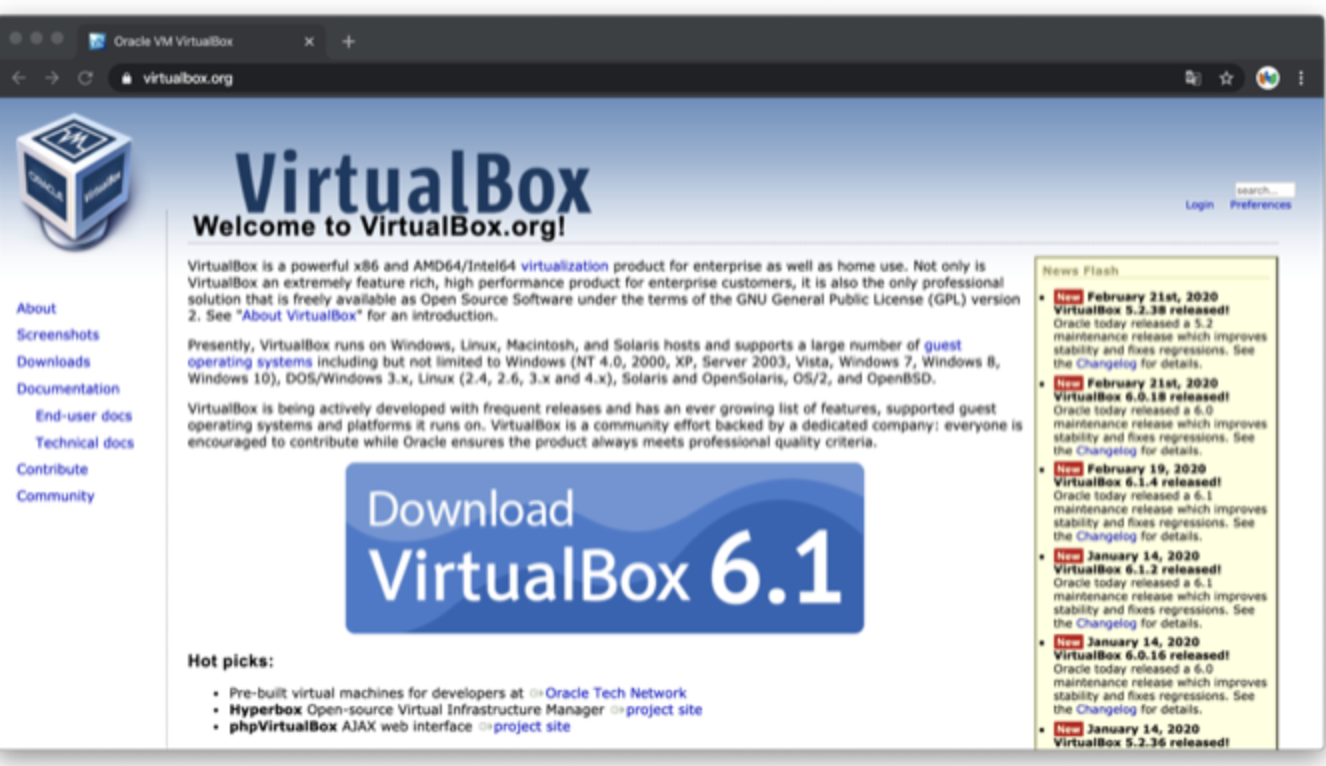 Oracle VM VirtualBox
virtualbox.org
ORACLE
VirtualBox
VirtualBox
search...
Login Preferences
Welcome to VirtualBox.org!
About
Screenshots
Downloads
Documentation
End-user docs
Technical docs
Contribute
Community
VirtualBox is a powerful x86 and AMD64/Intel64 virtualization product for enterprise as well as home use. Not only is
VirtualBox an extremely feature rich, high performance product for enterprise customers, it is also the only professional
solution that is freely available as Open Source Software under the terms of the GNU General Public License (GPL) version
2. See "About VirtualBox" for an introduction.
Presently, VirtualBox runs on Windows, Linux, Macintosh, and Solaris hosts and supports a large number of guest
operating systems including but not limited to Windows (NT 4.0, 2000, XP, Server 2003, Vista, Windows 7, Windows 8,
Windows 10), DOS/Windows 3.x, Linux (2.4, 2.6, 3.x and 4.x), Solaris and OpenSolaris, OS/2, and OpenBSD.
VirtualBox is being actively developed with frequent releases and has an ever growing list of features, supported guest
operating systems and platforms it runs on. VirtualBox is a community effort backed by a dedicated company: everyone is
encouraged to contribute while Oracle ensures the product always meets professional quality criteria.
Download
VirtualBox 6.1
Hot picks:
• Pre-built virtual machines for developers at Oracle Tech Network
• Hyperbox Open-source Virtual Infrastructure Manager project site
• phpVirtualBox AJAX web interface project site
News Flash
• New February 21st, 2020
VirtualBox 5.2.38 released!
Oracle today released a 5.2
maintenance release which improves
stability and fixes regressions. See
the Changelog for details.
• New February 21st, 2020
VirtualBox 6.0.18 released!
Oracle today released a 6.0
maintenance release which improves
stability and fixes regressions. See
the Changelog for details.
• New February 19, 2020
VirtualBox 6.1.4 released!
Oracle today released a 6.1
maintenance release which improves
stability and fixes regressions. See
the Changelog for details.
• New January 14, 2020
VirtualBox 6.1.2 released!
Oracle today released a 6.1
maintenance release which improves
stability and fixes regressions. See
the Changelog for details.
• New January 14, 2020
VirtualBox 6.0.16 released!
Oracle today released a 6.0
maintenance release which improves
stability and fixes regressions. See
the Changelog for details.
• New January 14, 2020
VirtualBox 5.2.36 released!